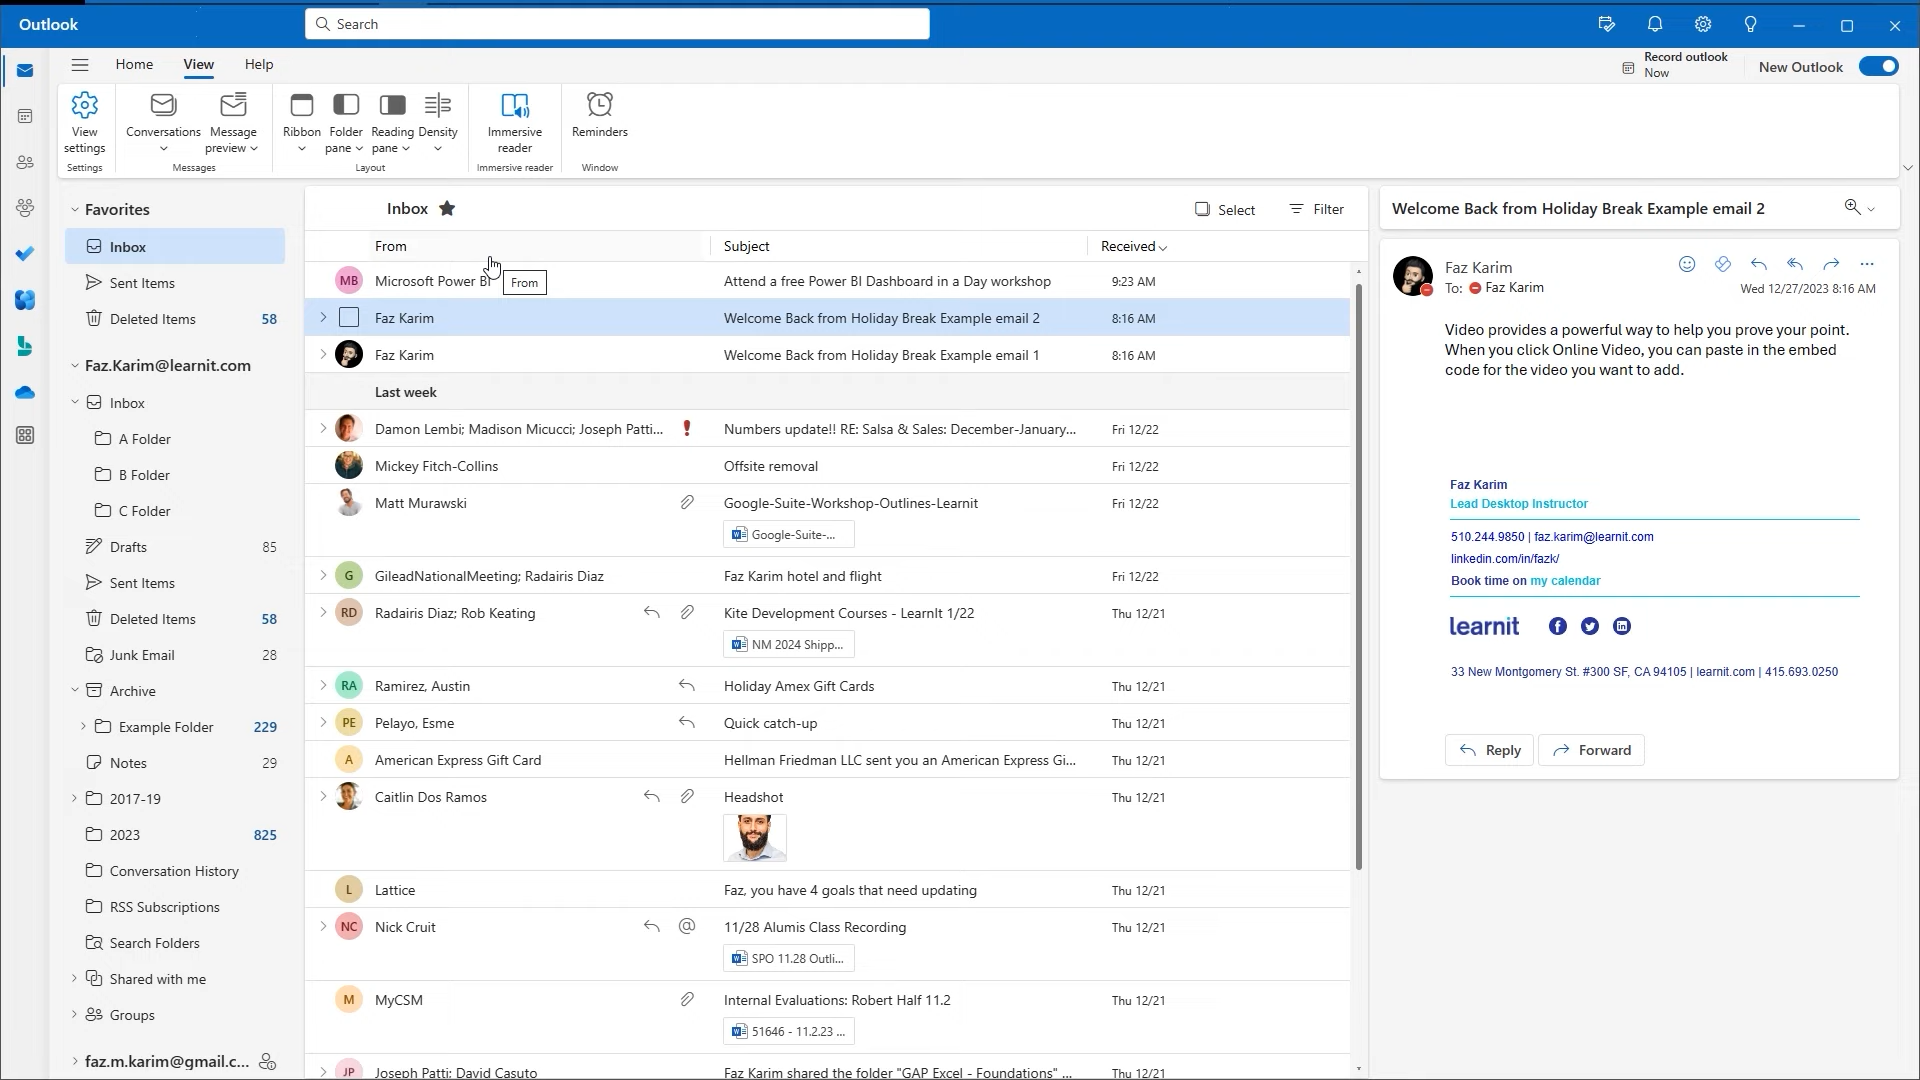 Outlook
Search
Home
View
Help
Record outlook
Now
New Outlook
View
settings
Settings
Conversations
Message
preview
Messages
Ribbon
Folder
pane
Reading
pane
Density
Layout
Immersive
reader
Immersive reader
Reminders
Window
Favorites
Inbox
Sent Items
Deleted Items 58
Faz.Karim@learnit.com
Inbox
A Folder
B Folder
C Folder
Drafts 85
Sent Items
Deleted Items 58
Junk Email 28
Archive
Example Folder 229
Notes 29
2017-19
2023 825
Conversation History
RSS Subscriptions
Search Folders
Shared with me
Groups
faz.m.karim@gmail.c...
Inbox
Select
Filter
From Subject Received
MB Microsoft Power BI Attend a free Power BI Dashboard in a Day workshop 9:23 AM
From
Faz Karim Welcome Back from Holiday Break Example email 2 8:16 AM
Faz Karim Welcome Back from Holiday Break Example email 1 8:16 AM
Last week
Damon Lembi; Madison Micucci; Joseph Patti... Numbers update!! RE: Salsa & Sales: December-January... Fri 12/22
Mickey Fitch-Collins Offsite removal Fri 12/22
Matt Murawski Google-Suite-Workshop-Outlines-Learnit Fri 12/22
Google-Suite-...
G GileadNationalMeeting; Radairis Diaz Faz Karim hotel and flight Fri 12/22
RD Radairis Diaz; Rob Keating Kite Development Courses - LearnIt 1/22 Thu 12/21
NM 2024 Shipp...
RA Ramirez, Austin Holiday Amex Gift Cards Thu 12/21
PE Pelayo, Esme Quick catch-up Thu 12/21
A American Express Gift Card Hellman Friedman LLC sent you an American Express Gi... Thu 12/21
Caitlin Dos Ramos Headshot Thu 12/21
L Lattice Faz, you have 4 goals that need updating Thu 12/21
NC Nick Cruit @ 11/28 Alumis Class Recording Thu 12/21
SPO 11.28 Outli...
M MyCSM Internal Evaluations: Robert Half 11.2 Thu 12/21
51646 - 11.2.23 ...
JP Joseph Patti; David Casuto Faz Karim shared the folder "GAP Excel - Foundations" ... Thu 12/21
Welcome Back from Holiday Break Example email 2
Faz Karim
To: Faz Karim
Wed 12/27/2023 8:16 AM
Video provides a powerful way to help you prove your point.
When you click Online Video, you can paste in the embed
code for the video you want to add.
Faz Karim
Lead Desktop Instructor
510.244.9850 | faz.karim@learnit.com
linkedin.com/in/fazk/
Book time on my calendar
learnit
33 New Montgomery St. #300 SF, CA 94105 | learnit.com | 415.693.0250
Reply
Forward